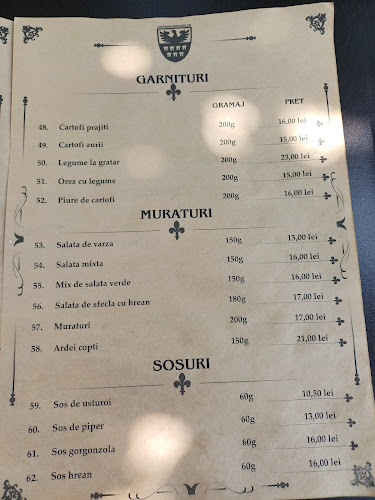 GARNITURI
GRAMAJ PRET
48. Cartofi prajiti 200g 16,00 lei
49. Cartofi aurii 200g 15,00 lei
50. Legume la gratar 200g 23,00 lei
51. Orez cu legume 200g 15,00 lei
52. Piure de cartofi 200g 16,00 lei
MURATURI
53. Salata de varza 150g 13,00 lei
54. Salata mixta 150g 16,00 lei
55. Mix de salata verde 150g 16,00 lei
56. Salata de sfecla cu hrean 180g 17,00 lei
57. Muraturi 200g 17,00 lei
58. Ardei copti 150g 21,00 lei
SOSURI
59. Sos de usturoi 60g 10,50 lei
60. Sos de piper 60g 13,00 lei
61. Sos gorgonzola 60g 16,00 lei
62. Sos hrean 60g 16,00 lei